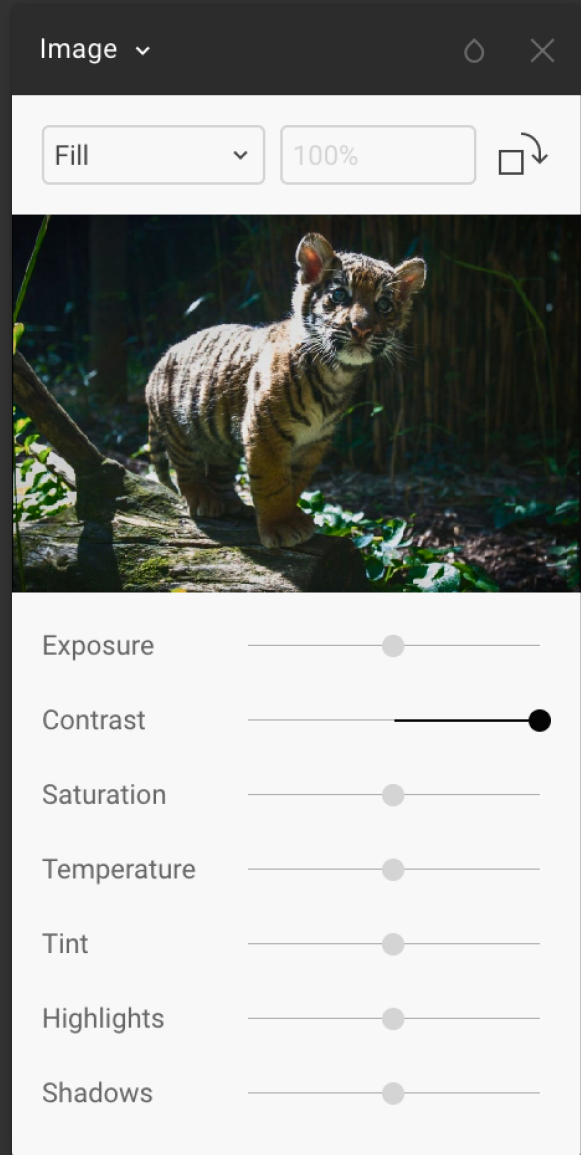 Image
Fill
100%
Exposure
Contrast
Saturation
Temperature
Tint
Highlights
Shadows